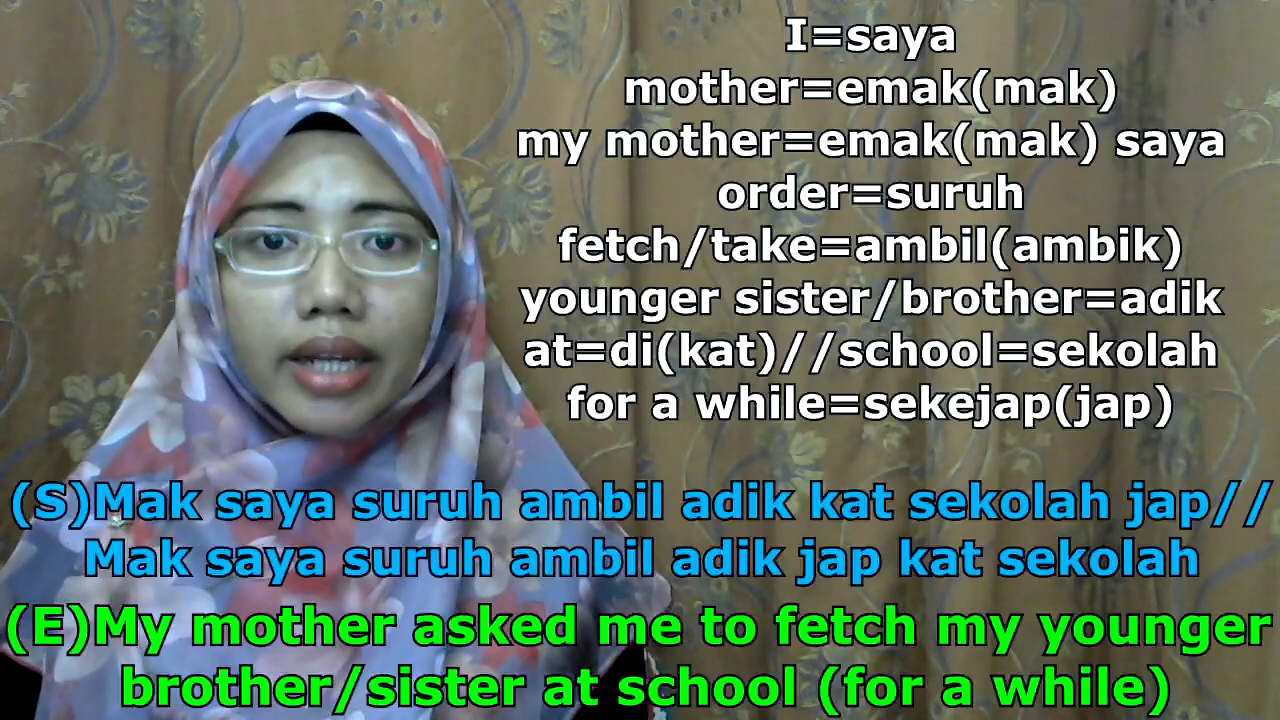 I=saya
mother=emak(mak)
my mother=emak(mak) saya
order=suruh
fetch/take=ambil(ambik)
younger sister/brother=adik
at=di(kat)//school=sekolah
for a while=sekejap(jap)
(S)Mak saya suruh ambil adik kat sekolah jap//
Mak saya suruh ambil adik jap kat sekolah
(E)My mother asked me to fetch my younger
brother/sister at school (for a while)